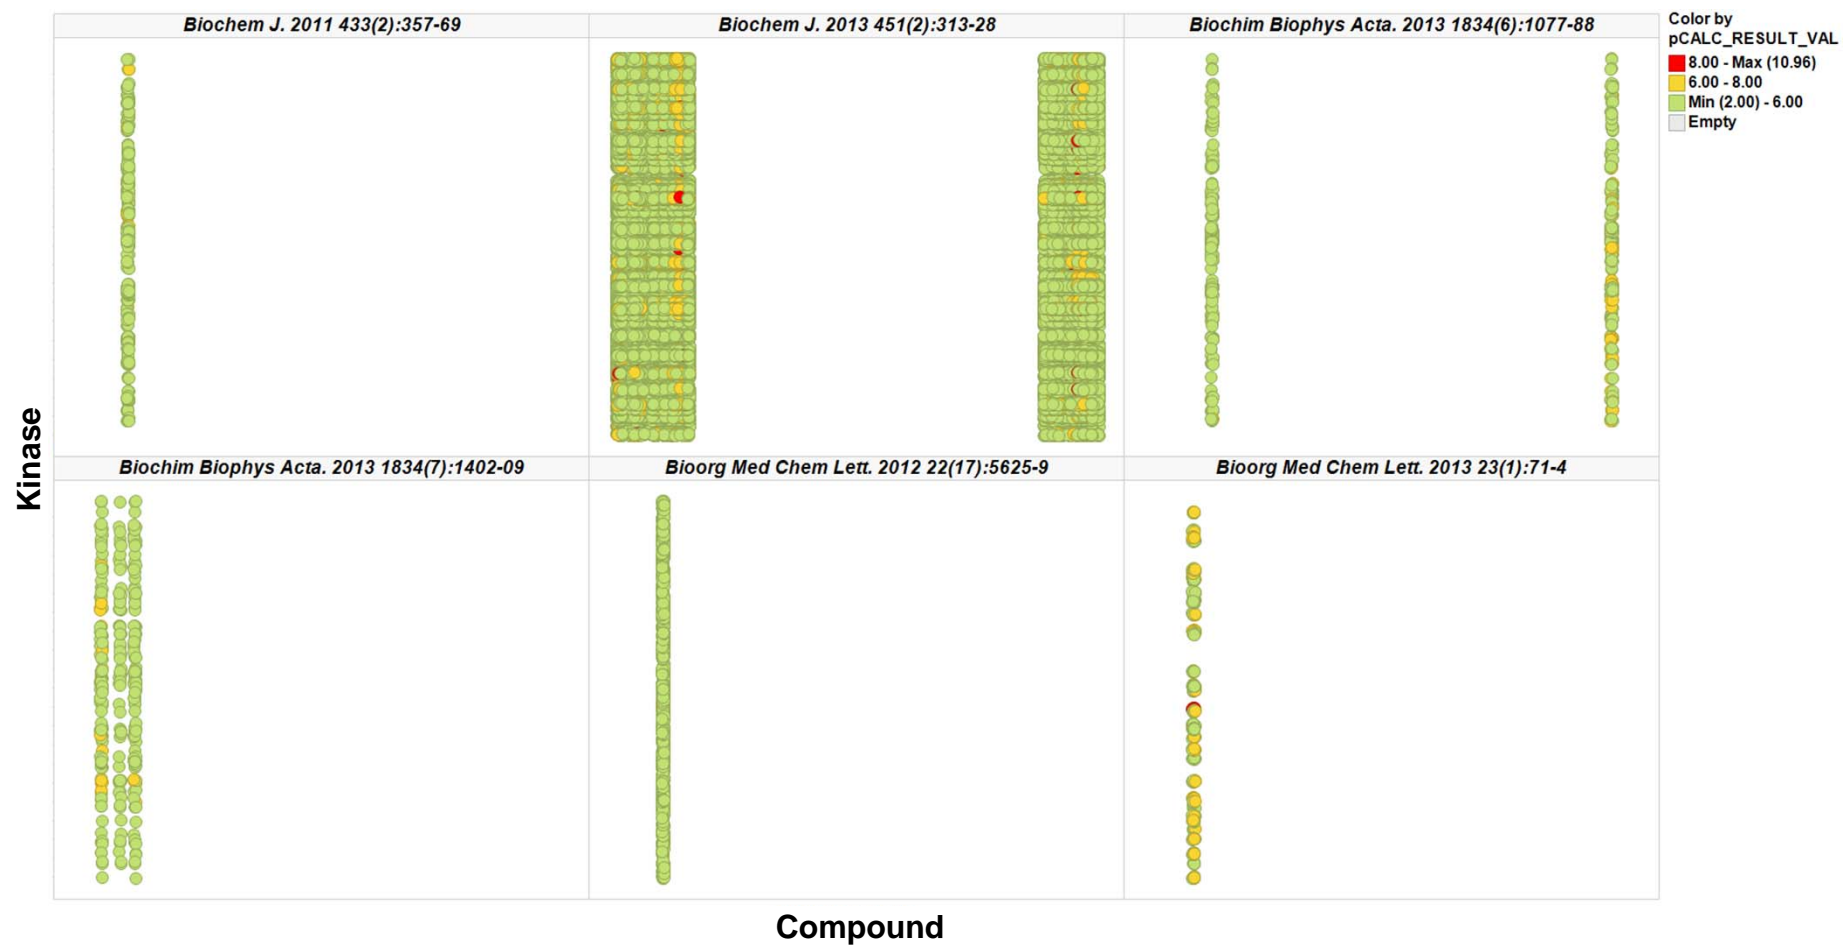 Biochem J. 2011 433(2):357-69
Biochem J. 2013 451(2):313-28
Biochim Biophys Acta. 2013 1834(6):1077-88
Color by
pCALC_RESULT_VAL
8.00 - Max (10.96)
6.00 - 8.00
Min (2.00) - 6.00
Empty
Kinase
Biochim Biophys Acta. 2013 1834(7):1402-09
Bioorg Med Chem Lett. 2012 22(17):5625-9
Bioorg Med Chem Lett. 2013 23(1):71-4
Compound